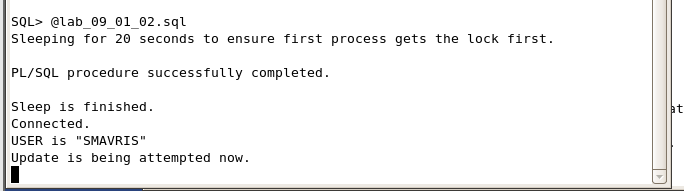 SQL> @lab_09_01_02.sql
Sleeping for 20 seconds to ensure first process gets the lock first.
PL/SQL procedure successfully completed.
Sleep is finished.
at
Connected.
USER is "SMAVRIS"
Update is being attempted now.